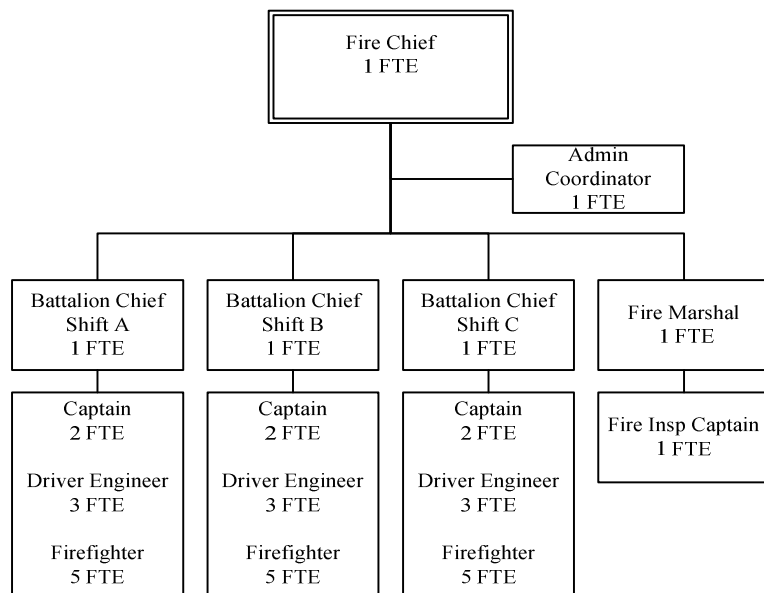 Fire Chief
1 FTE
Admin
Coordinator
1 FTE
Battalion Chief
Shift A
1 FTE
Battalion Chief
Shift B
1 FTE
Battalion Chief
Shift C
1 FTE
Fire Marshal
1 FTE
Captain
2 FTE
Driver Engineer
3 FTE
Firefighter
5 FTE
Captain
2 FTE
Driver Engineer
3 FTE
Firefighter
5 FTE
Captain
2 FTE
Driver Engineer
3 FTE
Firefighter
5 FTE
Fire Insp Captain
1 FTE